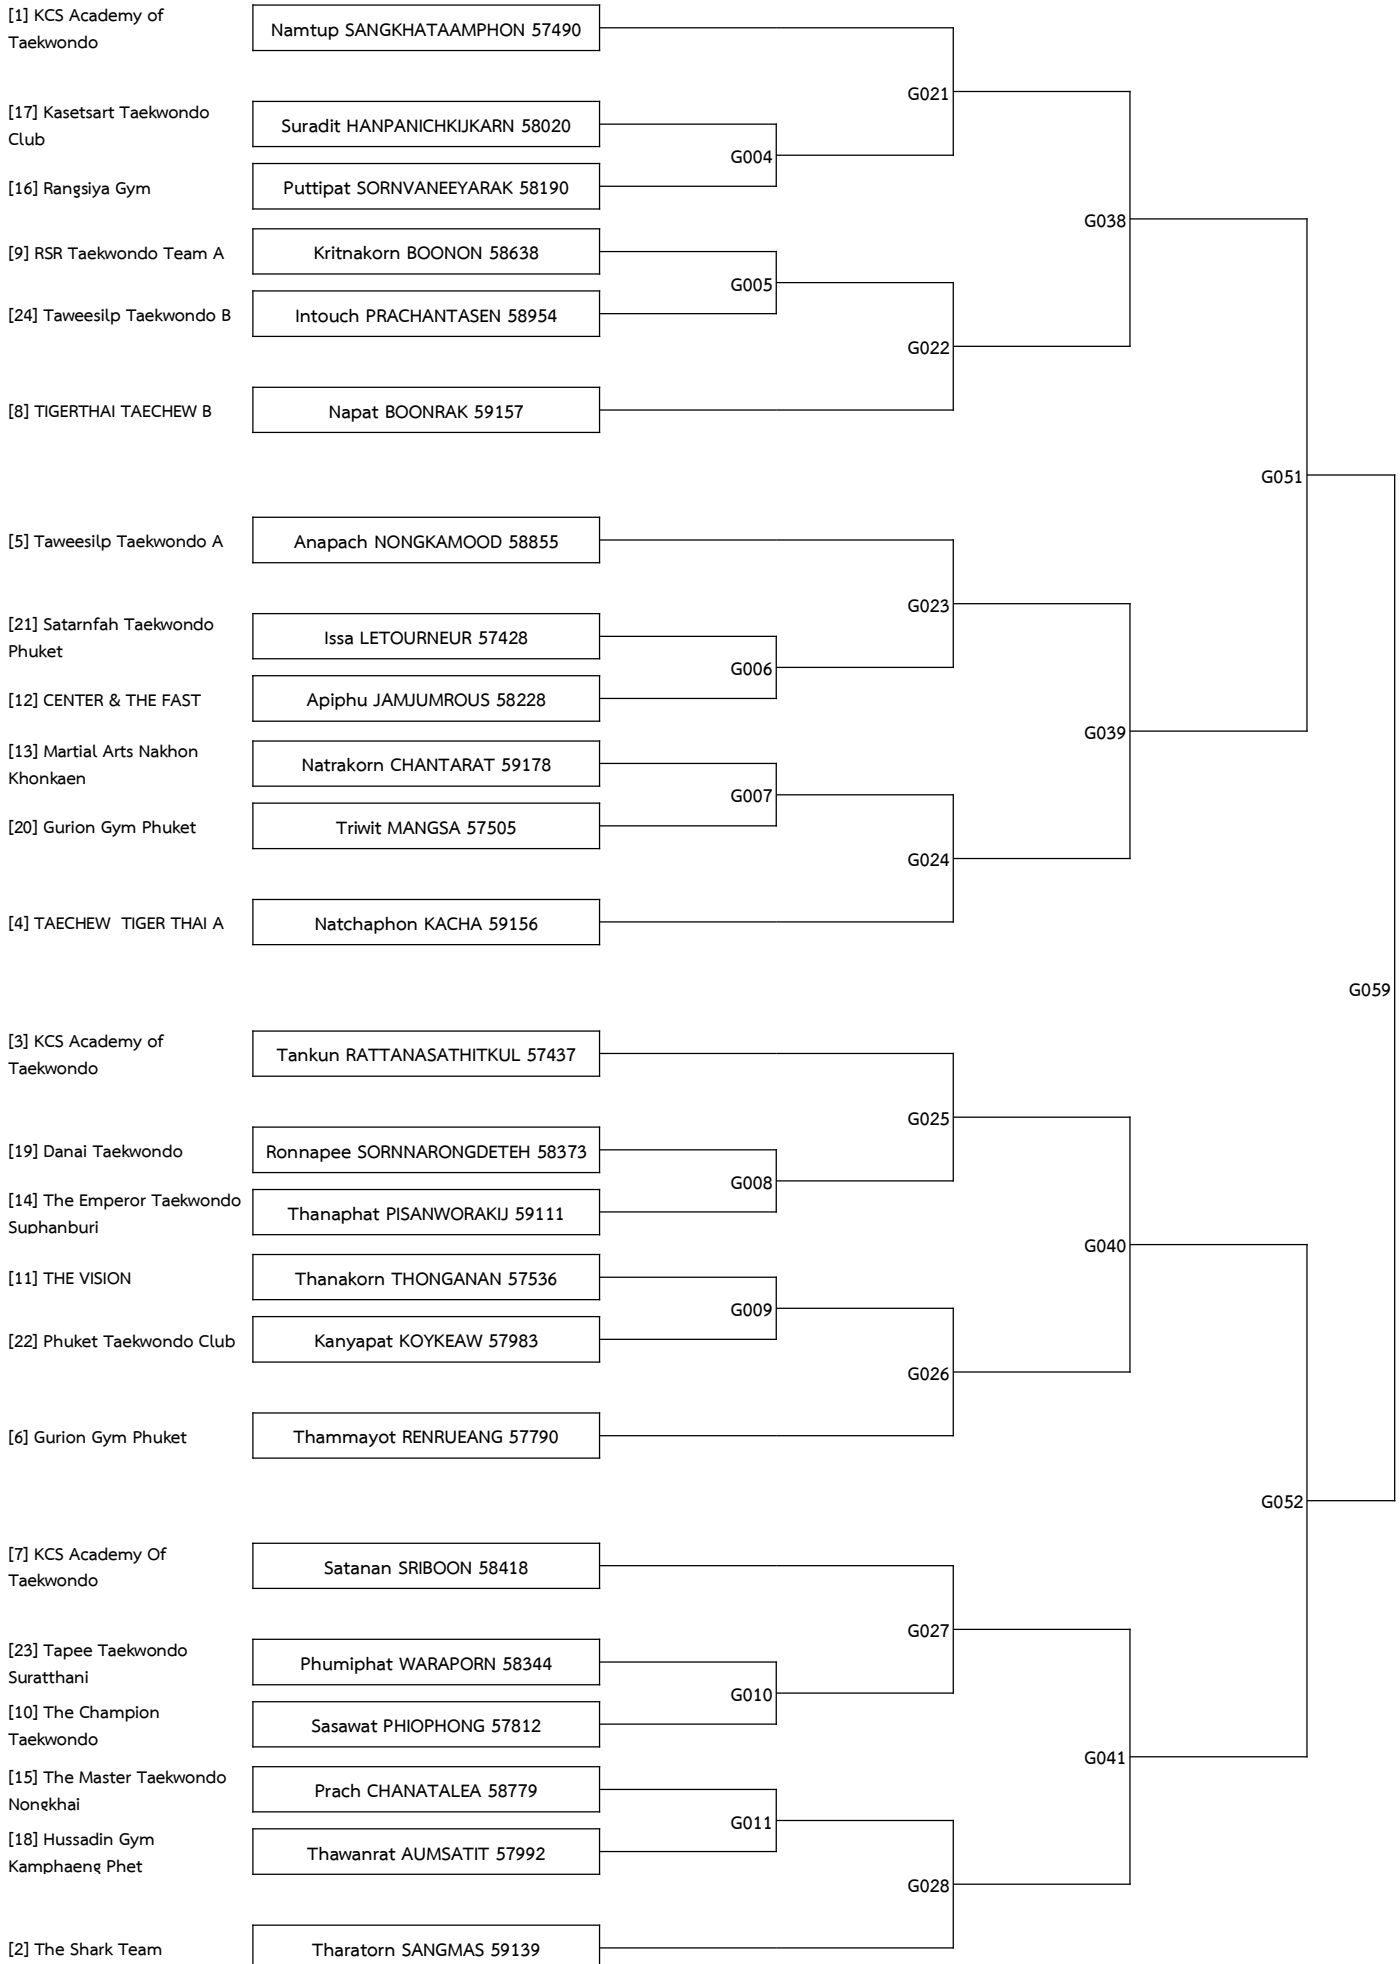 [1] KCS Academy of
Taekwondo
Namtup SANGKHATAAMPHON 57490
G021
[17] Kasetsart Taekwondo
Club
Suradit HANPANICHKIJKARN 58020
G004
[16] Rangsiya Gym
Puttipat SORNVANEEYARAK 58190
G038
[9] RSR Taekwondo Team A
Kritnakorn BOONON 58638
G005
[24] Taweesilp Taekwondo B
Intouch PRACHANTASEN 58954
G022
[8] TIGERTHAI TAECHEW B
Napat BOONRAK 59157
G051
[5] Taweesilp Taekwondo A
Anapach NONGKAMOOD 58855
G023
[21] Satarnfah Taekwondo
Phuket
Issa LETOURNEUR 57428
G006
[12] CENTER & THE FAST
Apiphu JAMJUMROUS 58228
G039
[13] Martial Arts Nakhon
Khonkaen
Natrakorn CHANTARAT 59178
G007
[20] Gurion Gym Phuket
Triwit MANGSA 57505
G024
[4] TAECHEW  TIGER THAI A
Natchaphon KACHA 59156
G059
[3] KCS Academy of
Taekwondo
Tankun RATTANASATHITKUL 57437
G025
[19] Danai Taekwondo
Ronnapee SORNNARONGDETEH 58373
G008
[14] The Emperor Taekwondo
Suphanburi
Thanaphat PISANWORAKIJ 59111
G040
[11] THE VISION
Thanakorn THONGANAN 57536
G009
[22] Phuket Taekwondo Club
Kanyapat KOYKEAW 57983
G026
[6] Gurion Gym Phuket
Thammayot RENRUEANG 57790
G052
[7] KCS Academy Of
Taekwondo
Satanan SRIBOON 58418
G027
[23] Tapee Taekwondo
Suratthani
Phumiphat WARAPORN 58344
G010
[10] The Champion
Taekwondo
Sasawat PHIOPHONG 57812
G041
[15] The Master Taekwondo
Nongkhai
Prach CHANATALEA 58779
G011
[18] Hussadin Gym
Kamphaeng Phet
Thawanrat AUMSATIT 57992
G028
[2] The Shark Team
Tharatorn SANGMAS 59139